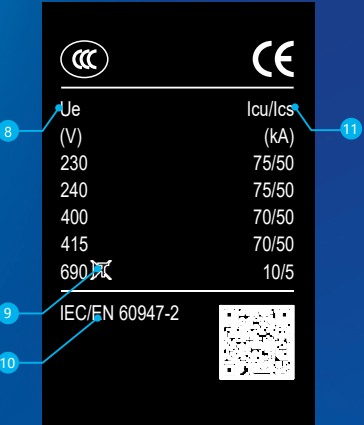 CCC CE
8 Ue Icu/Ics 11
(V) (kA)
230 75/50
240 75/50
400 70/50
415 70/50
690 10/5
9
IEC/EN 60947-2
10